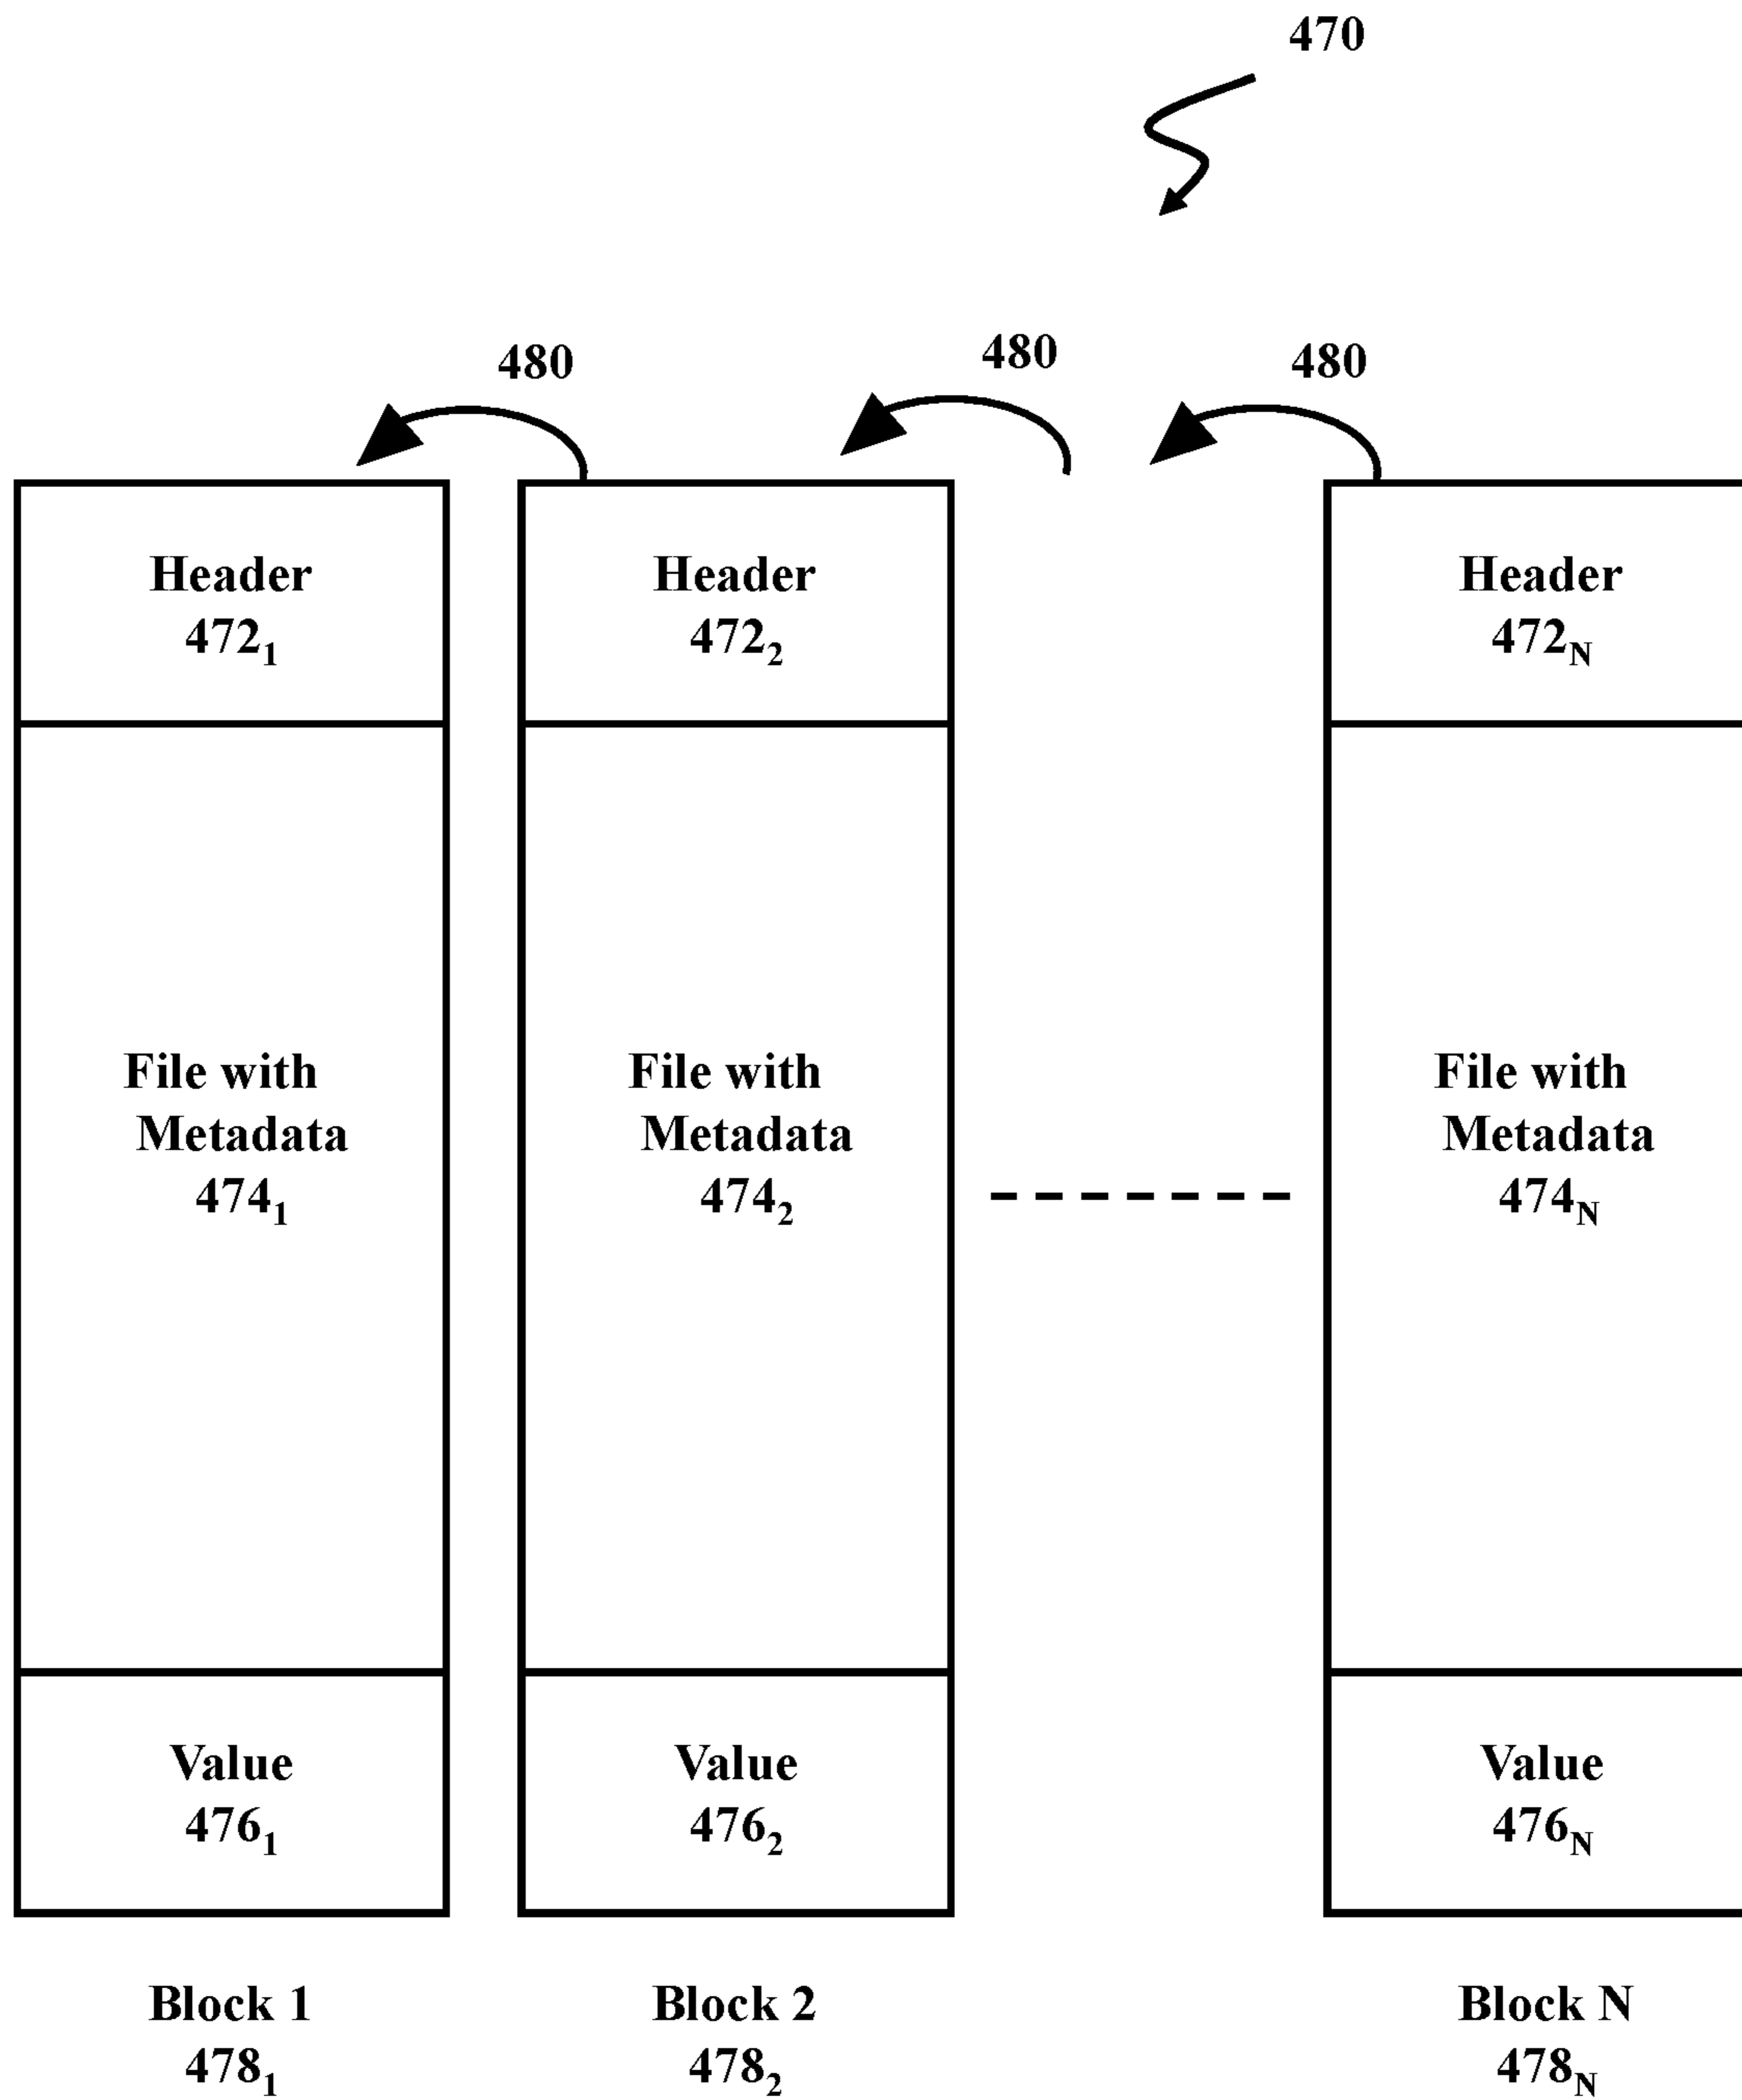 470
480
480
480
Header
472₁
Header
472₂
Header
472N
File with
Metadata
474₁
File with
Metadata
474₂
File with
Metadata
474N
Value
476₁
Value
476₂
Value
476N
Block 1
478₁
Block 2
478₂
Block N
478N